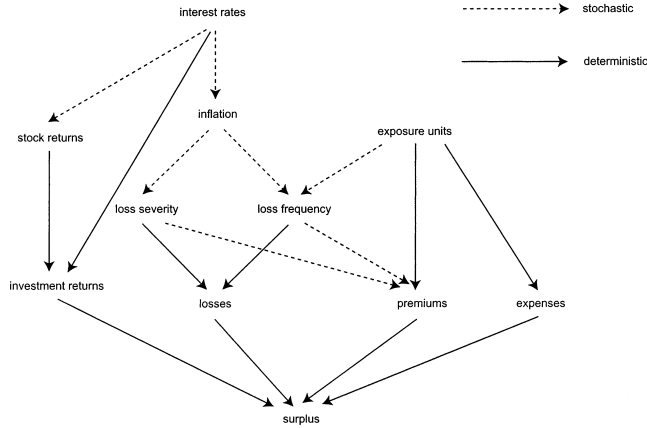 interest rates
stochastic
deterministic
inflation
stock returns
exposure units
loss severity
loss frequency
investment returns
losses
premiums
expenses
surplus